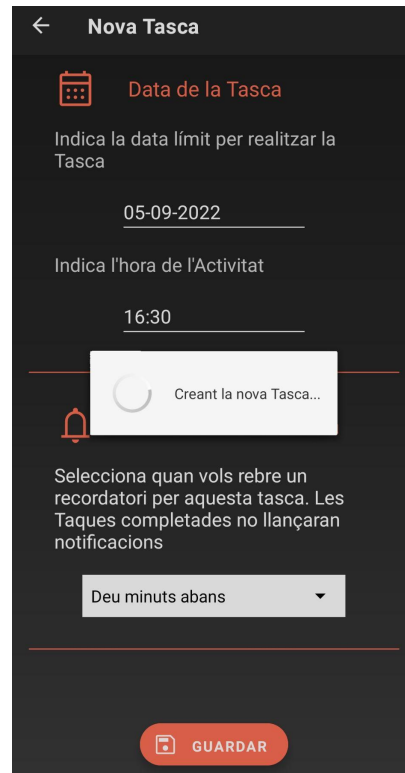 Nova Tasca
Data de la Tasca
Indica la data límit per realitzar la
Tasca
05-09-2022
Indica l'hora de l'Activitat
16:30
Creant la nova Tasca...
Selecciona quan vols rebre un
recordatori per aquesta tasca. Les
Taques completades no llançaran
notificacions
Deu minuts abans
GUARDAR